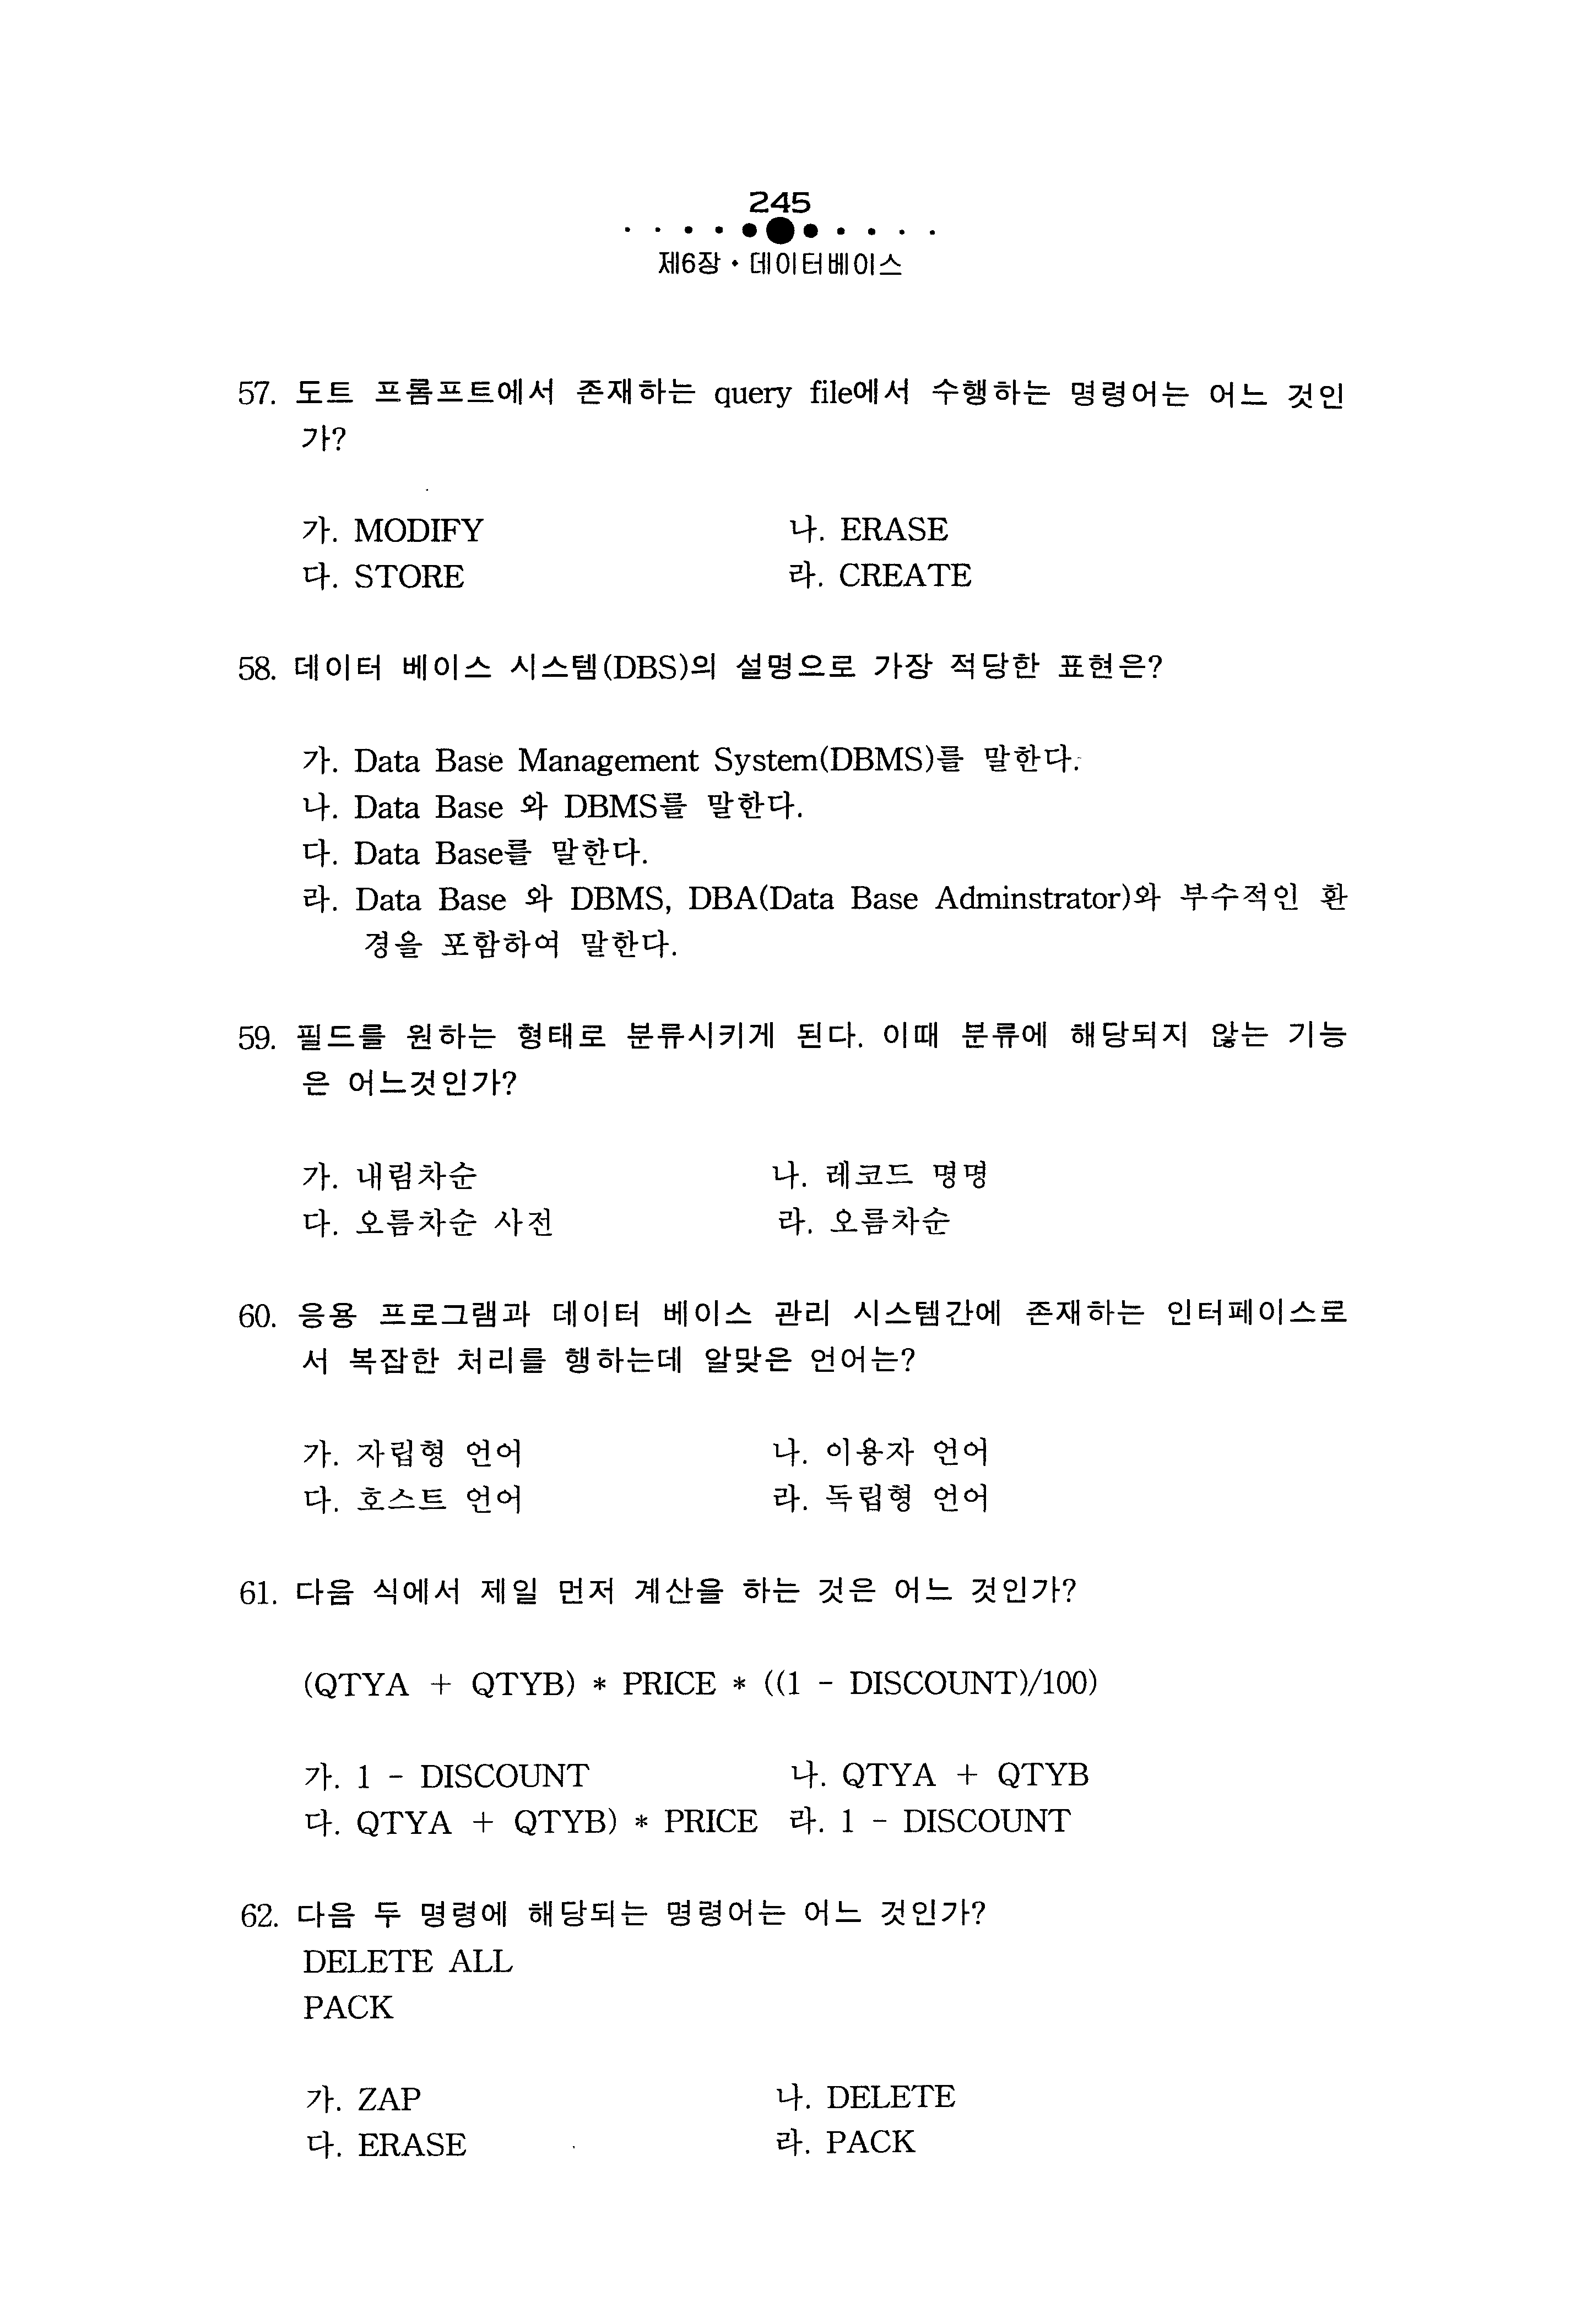 245
제6장 · 데이터베이스
57. 도트 프롬프트에서 존재하는 query file에서 수행하는 명령어는 어느 것인
가?
가. MODIFY 나. ERASE
다. STORE 라. CREATE
58. 데이터 베이스 시스템(DBS)의 설명으로 가장 적당한 표현은?
가. Data Base Management System(DBMS)를 말한다.
나. Data Base 와 DBMS를 말한다.
다. Data Base를 말한다.
라. Data Base 와 DBMS, DBA(Data Base Adminstrator)와 부수적인 환
경을 포함하여 말한다.
59. 필드를 원하는 형태로 분류시키게 된다. 이때 분류에 해당되지 않는 기능
은 어느것인가?
가. 내림차순 나. 레코드 명명
다. 오름차순 사전 라. 오름차순
60. 응용 프로그램과 데이터 베이스 관리 시스템간에 존재하는 인터페이스로
서 복잡한 처리를 행하는데 알맞은 언어는?
가. 자립형 언어 나. 이용자 언어
다. 호스트 언어 라. 독립형 언어
61. 다음 식에서 제일 먼저 계산을 하는 것은 어느 것인가?
(QTYA + QTYB) * PRICE * ((1 - DISCOUNT)/100)
가. 1 - DISCOUNT 나. QTYA + QTYB
다. QTYA + QTYB) * PRICE 라. 1 - DISCOUNT
62. 다음 두 명령에 해당되는 명령어는 어느 것인가?
DELETE ALL
PACK
가. ZAP 나. DELETE
다. ERASE 라. PACK